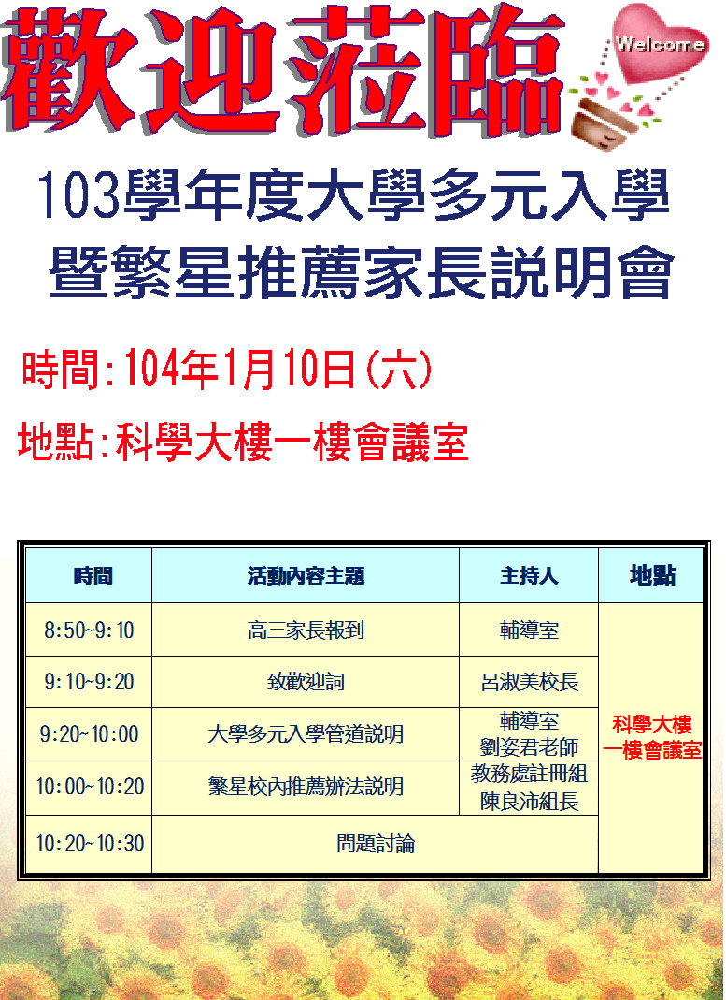 歡迎蒞臨
Welcome
103學年度大學多元入學
暨繁星推薦家長說明會
時間:104年1月10日(六)
地點:科學大樓一樓會議室
時間 活動內容主題 主持人 地點
8:50~9:10 高三家長報到 輔導室
9:10~9:20 致歡迎詞 呂淑美校長
9:20~10:00 大學多元入學管道說明 輔導室
劉姿君老師
科學大樓
一樓會議室
10:00~10:20 繁星校內推薦辦法說明 教務處註冊組
陳良沛組長
10:20~10:30 問題討論